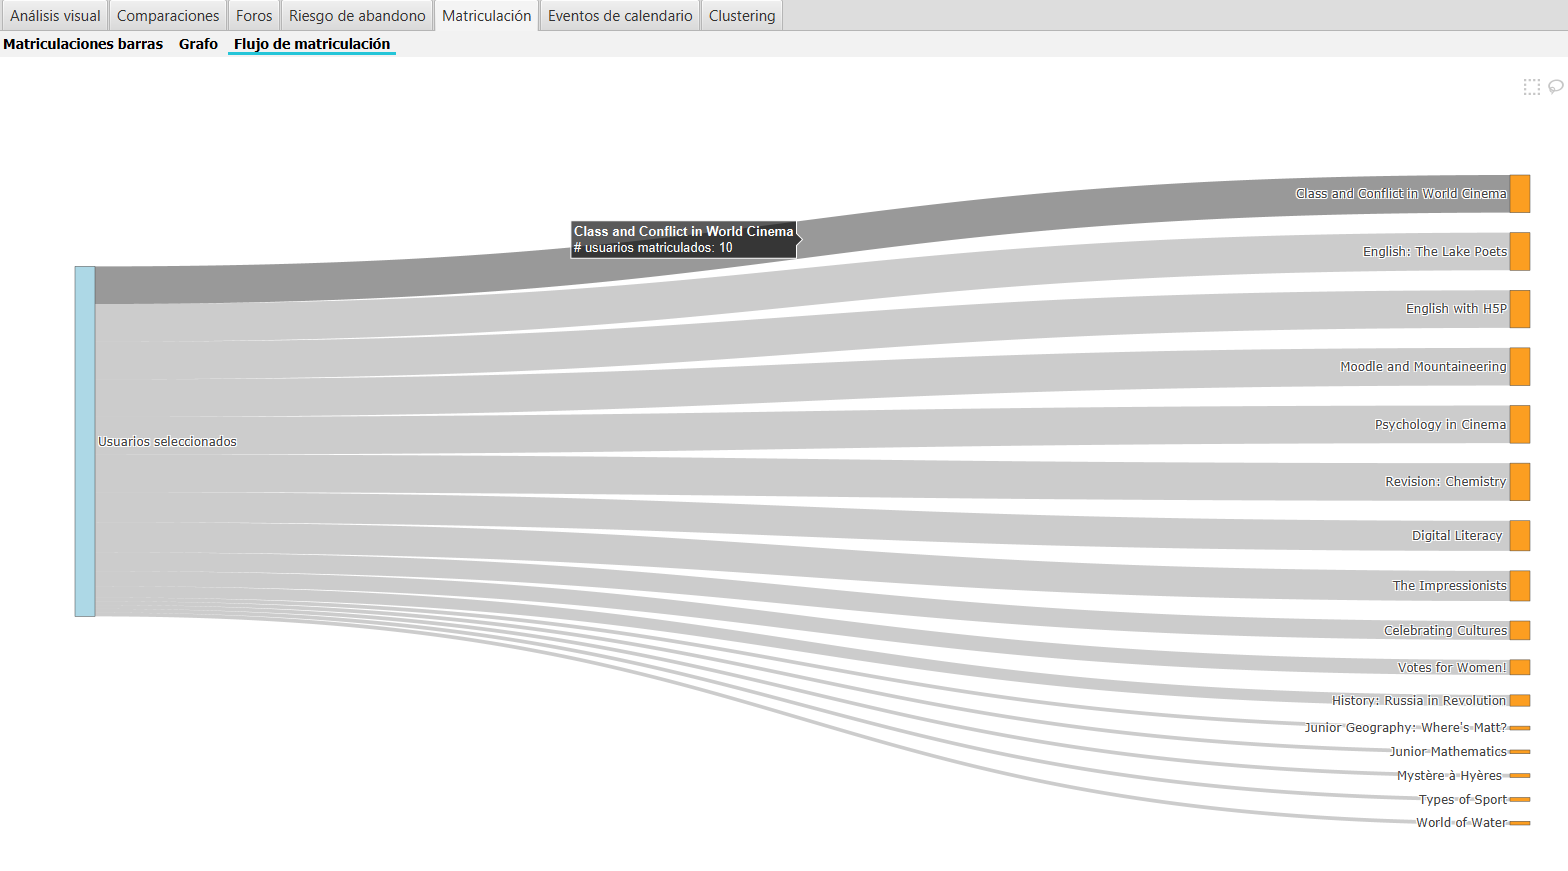 Análisis visual
Comparaciones
Foros
Riesgo de abandono
Matriculación
Eventos de calendario
Clustering
Matriculaciones barras
Grafo
Flujo de matriculación
Class and Conflict in World Cinema
Class and Conflict in World Cinema
# usuarios matriculados: 10
English: The Lake Poets
English with H5P
Moodle and Mountaineering
Psychology in Cinema
Usuarios seleccionados
Revision: Chemistry
Digital Literacy
The Impressionists
Celebrating Cultures
Votes for Women!
History: Russia in Revolution
Junior Geography: Where's Matt?
Junior Mathematics
Mystère à Hyères
Types of Sport
World of Water